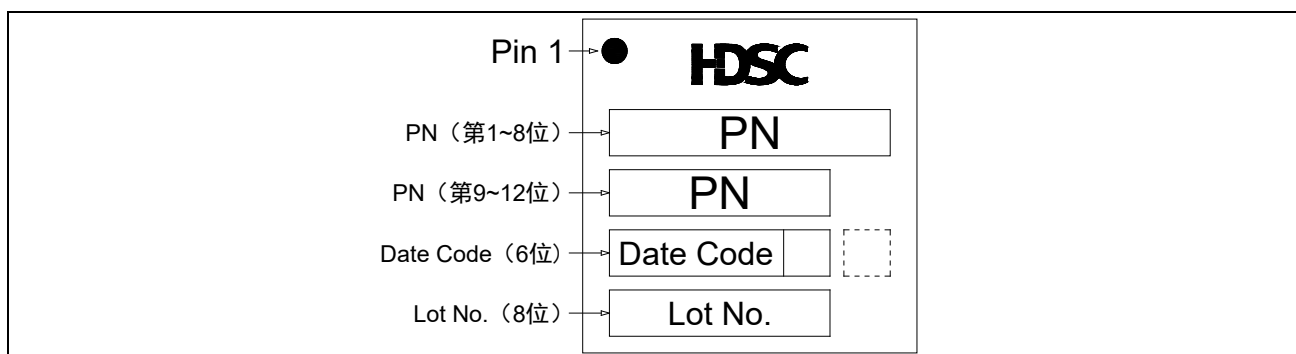 Pin 1
HDSC
PN（第1~8位）
PN
PN（第9~12位）
PN
Date Code（6位）
Date Code
Lot No.（8位）
Lot No.